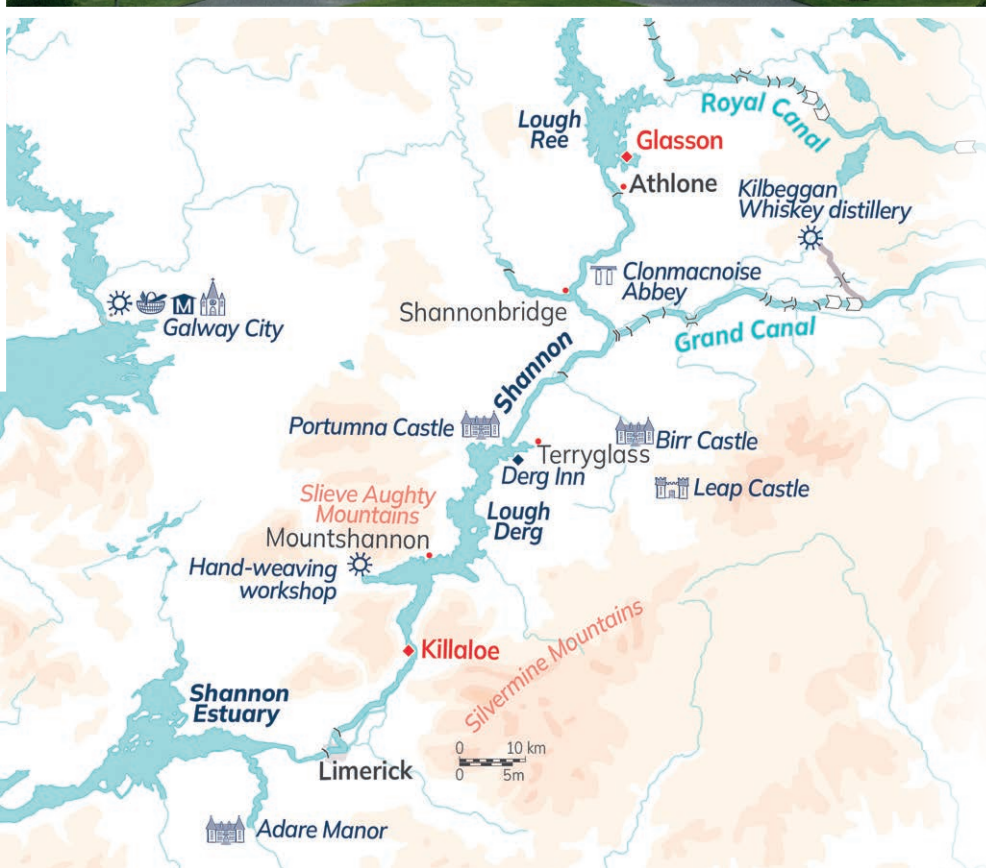 Royal Canal
Lough
Ree
Glasson
Athlone
Kilbeggan
Whiskey distillery
Clonmacnoise
Abbey
Shannonbridge
M
Galway City
Grand Canal
Shannon
Portumna Castle
Birr Castle
Terryglass
Derg Inn
Leap Castle
Slieve Aughty
Mountains
Lough
Derg
Mountshannon
Hand-weaving
workshop
Killaloe
Silvermine Mountains
Shannon
Estuary
0 10 km
0 5m
Limerick
Adare Manor